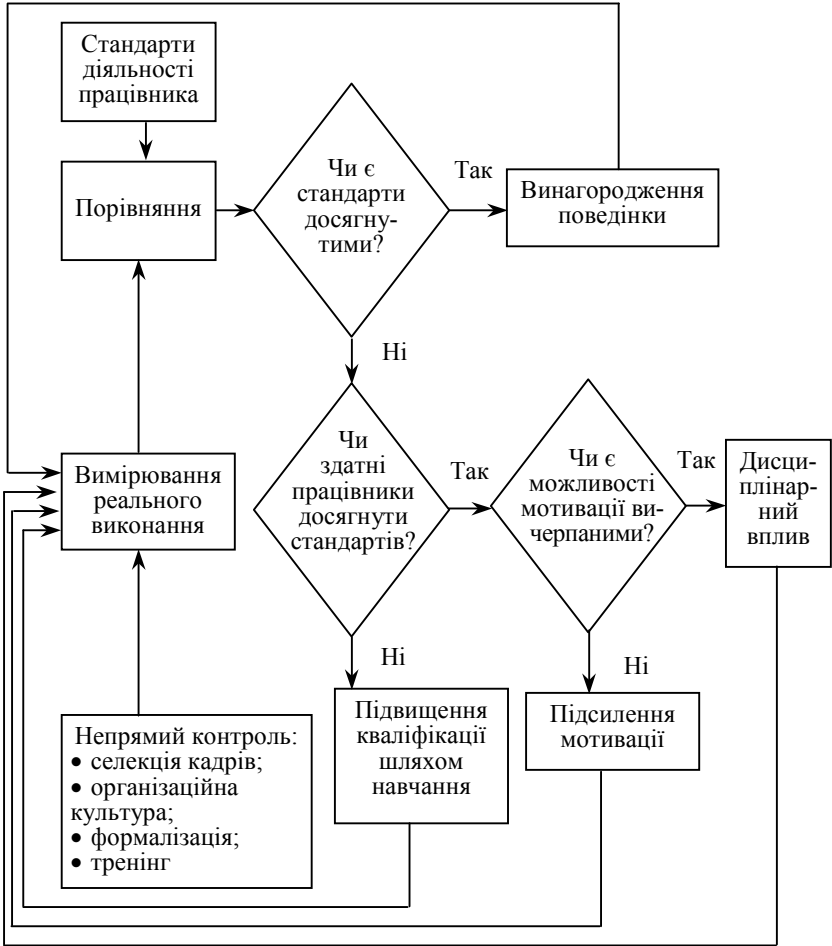 Стандарти
діяльності
працівника
Порівняння
Чи є
стандарти
досягну-
тими?
Так
Винагородження
поведінки
Ні
Вимірювання
реального
виконання
Чи
здатні
працівники
досягнути
стандартів?
Так
Чи є
можливості
мотивації ви-
черпаними?
Так
Дисци-
плінар-
ний
вплив
Ні
Ні
Непрямий контроль:
• селекція кадрів;
• організаційна
культура;
• формалізація;
• тренінг
Підвищення
кваліфікації
шляхом
навчання
Підсилення
мотивації